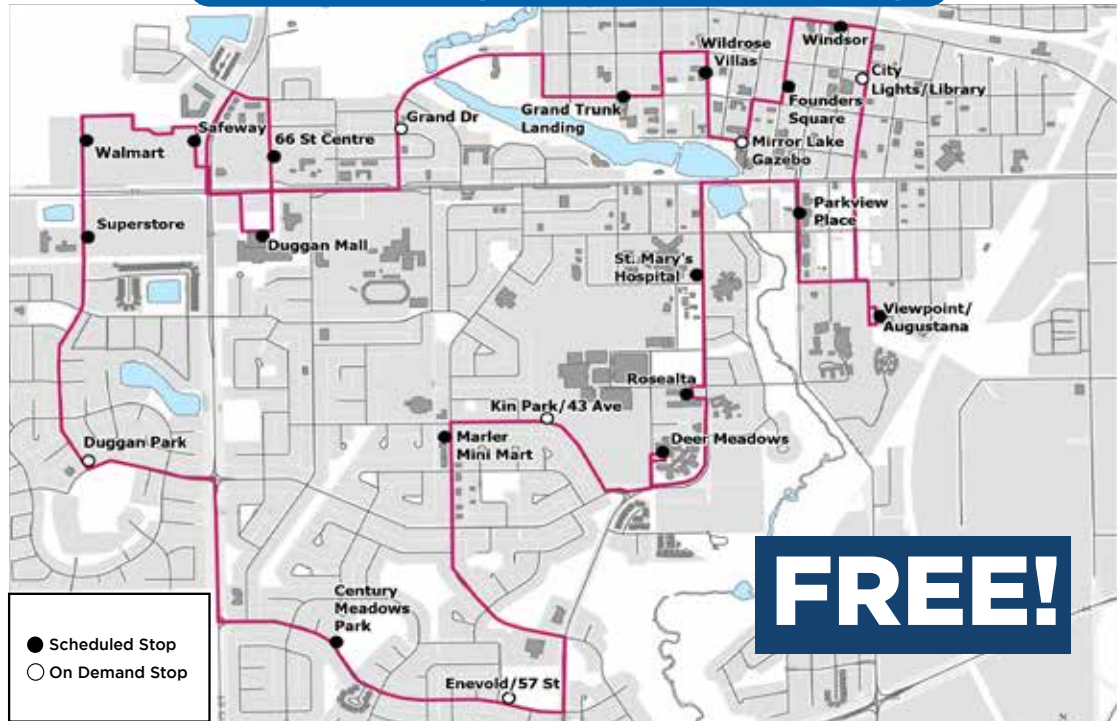 Windsor
Wildrose
Villas
City
Lights/Library
Grand Trunk
Landing
Founders
Square
Grand Dr
Safeway
Walmart
66 St Centre
Mirror Lake
Gazebo
Superstore
Duggan Mall
Parkview
Place
St. Mary's
Hospital
Viewpoint/
Augustana
Rosealta
Kin Park/43 Ave
Duggan Park
Marler
Mini Mart
Deer Meadows
FREE!
Century
Meadows
Park
Scheduled Stop
On Demand Stop
Enevold/57 St